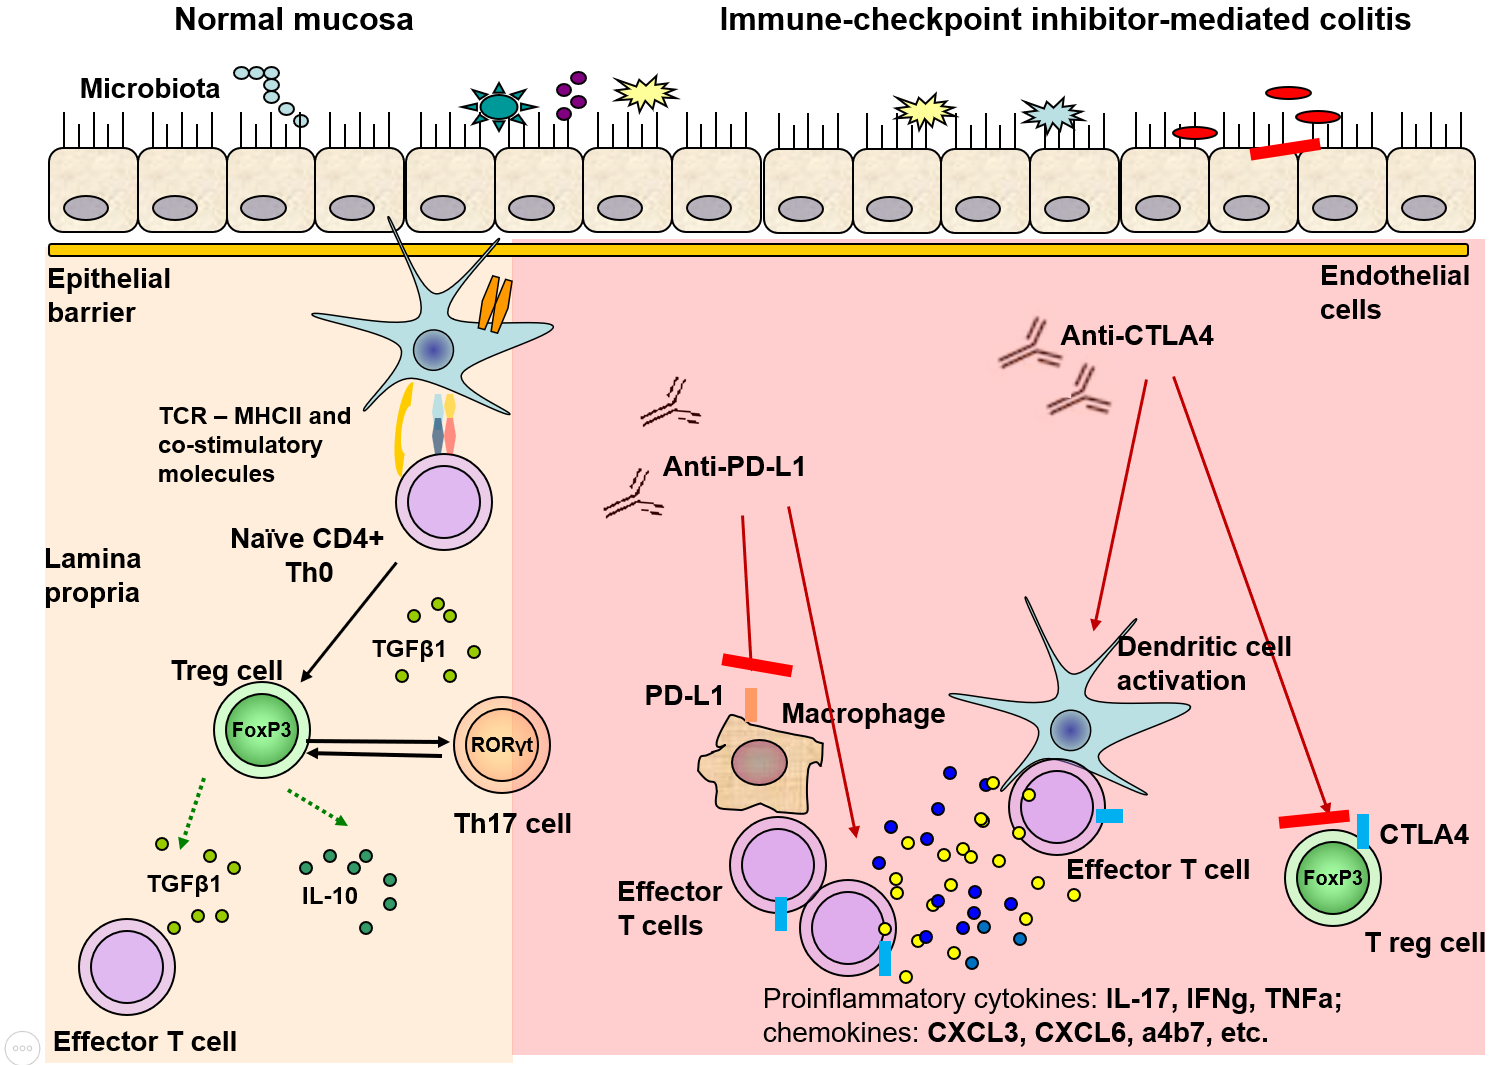 Normal mucosa
Immune-checkpoint inhibitor-mediated colitis
Microbiota
Epithelial
barrier
Endothelial
cells
Anti-CTLA4
TCR – MHCII and
co-stimulatory
molecules
Anti-PD-L1
Naïve CD4+
Th0
Lamina
propria
TGFβ1
Treg cell
FoxP3
RORγt
Th17 cell
TGFβ1
IL-10
Effector T cell
PD-L1
Macrophage
Dendritic cell
activation
Effector
T cells
Effector T cell
CTLA4
FoxP3
T reg cell
Proinflammatory cytokines: IL-17, IFNg, TNFa;
chemokines: CXCL3, CXCL6, a4b7, etc.